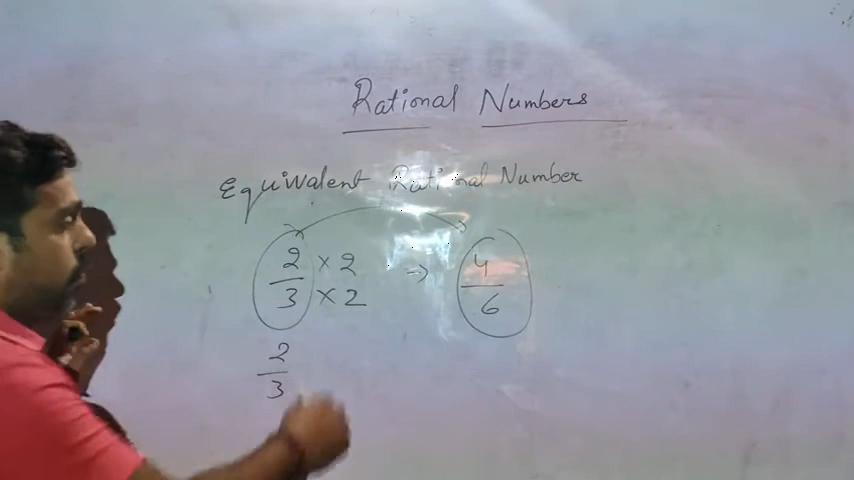 Rational Numbers
Equivalent Rational Number
2/3 × 2/× 2 → 4/6
2/3